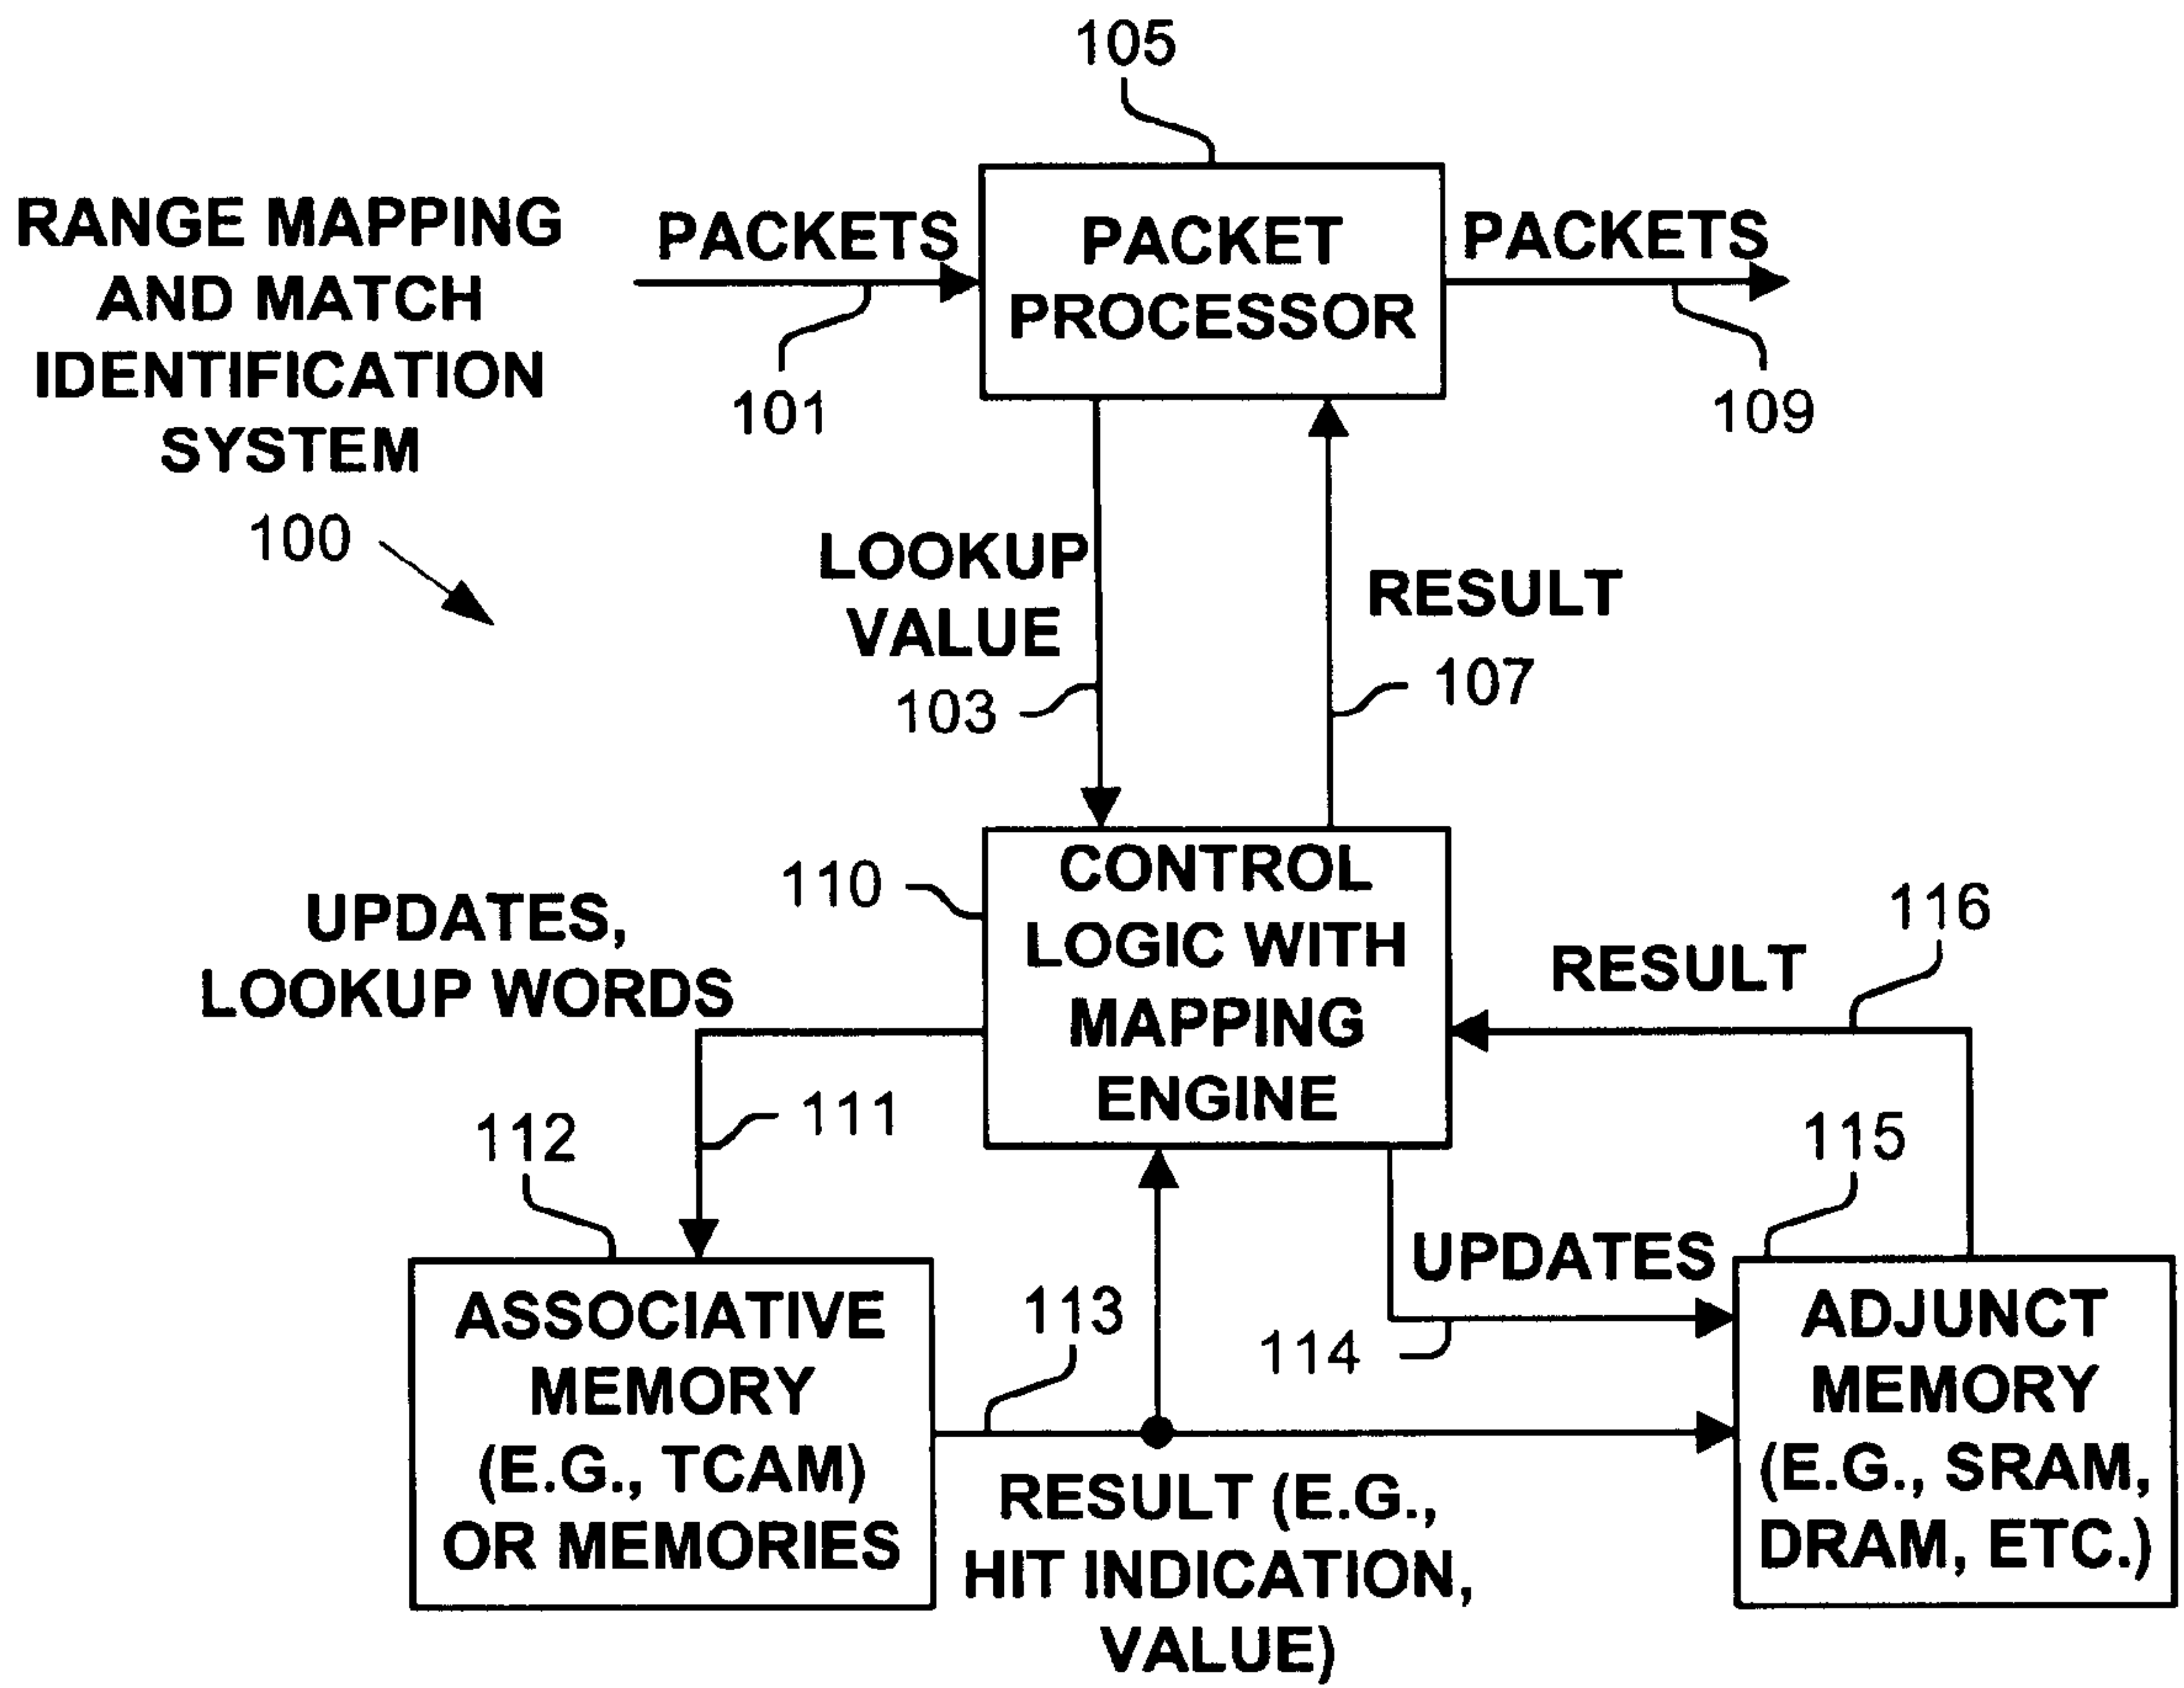 105
RANGE MAPPING
AND MATCH
IDENTIFICATION
SYSTEM
100
PACKETS
101
PACKET
PROCESSOR
PACKETS
109
LOOKUP
VALUE
103
RESULT
107
110
CONTROL
LOGIC WITH
MAPPING
ENGINE
UPDATES,
LOOKUP WORDS
111
RESULT
116
112
115
ASSOCIATIVE
MEMORY
(E.G., TCAM)
OR MEMORIES
113
UPDATES
114
RESULT (E.G.,
HIT INDICATION,
VALUE)
ADJUNCT
MEMORY
(E.G., SRAM,
DRAM, ETC.)